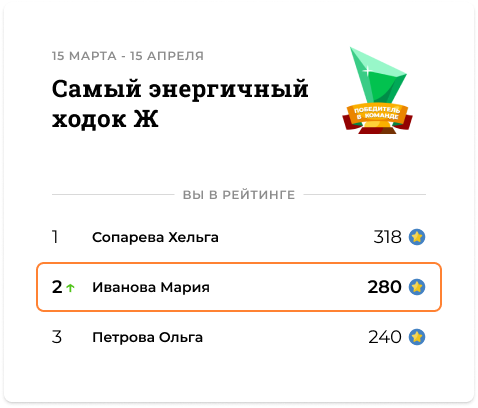 15 МАРТА - 15 АПРЕЛЯ
Самый энергичный
ходок Ж
ПОБЕДИТЕЛЬ
В КОМАНДЕ
ВЫ В РЕЙТИНГЕ
1 Сопарева Хельга 318
2 ↑ Иванова Мария 280
3 Петрова Ольга 240